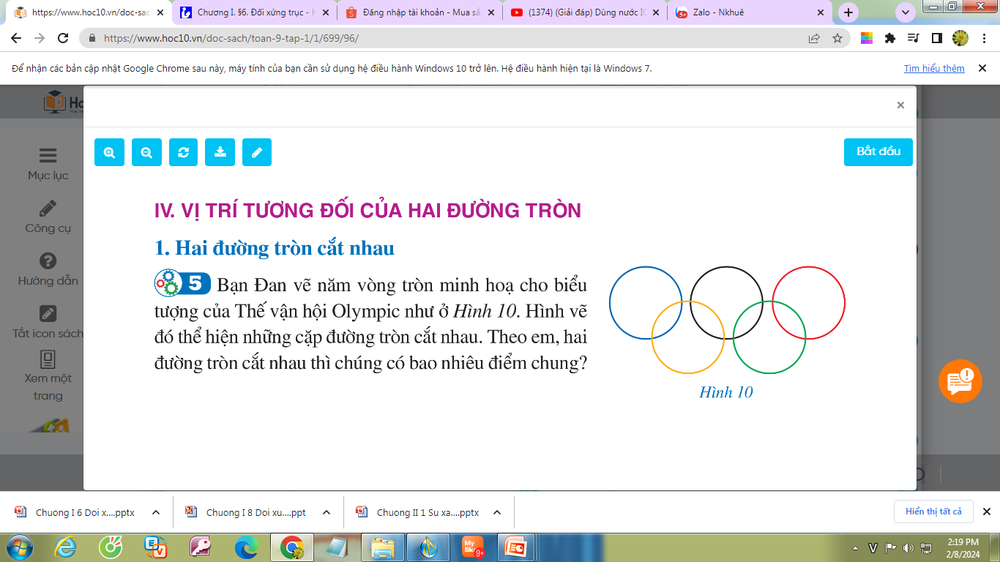 https://www.hoc10.vn/doc-sac
Chương I. §6. Đối xứng trục - H
Đăng nhập tài khoản - Mua sắ
(1374) (Giải đáp) Dùng nước IC
Zalo - Nkhuê
https://www.hoc10.vn/doc-sach/toan-9-tap-1/1/699/96/
Để nhận các bản cập nhật Google Chrome sau này, máy tính của bạn cần sử dụng hệ điều hành Windows 10 trở lên. Hệ điều hành hiện tại là Windows 7.
Tìm hiểu thêm
Mục lục
Công cụ
Hướng dẫn
Tắt icon sách
Xem một
trang
Bắt đầu
IV. VỊ TRÍ TƯƠNG ĐỐI CỦA HAI ĐƯỜNG TRÒN
1. Hai đường tròn cắt nhau
5 Bạn Đan vẽ năm vòng tròn minh hoạ cho biểu
tượng của Thế vận hội Olympic như ở Hình 10. Hình vẽ
đó thể hiện những cặp đường tròn cắt nhau. Theo em, hai
đường tròn cắt nhau thì chúng có bao nhiêu điểm chung?
Hình 10
Chuong I 6 Doi x....pptx
Chuong I 8 Doi xu....ppt
Chuong II 1 Su xa....pptx
Hiển thị tất cả
V
2:19 PM
2/8/2024